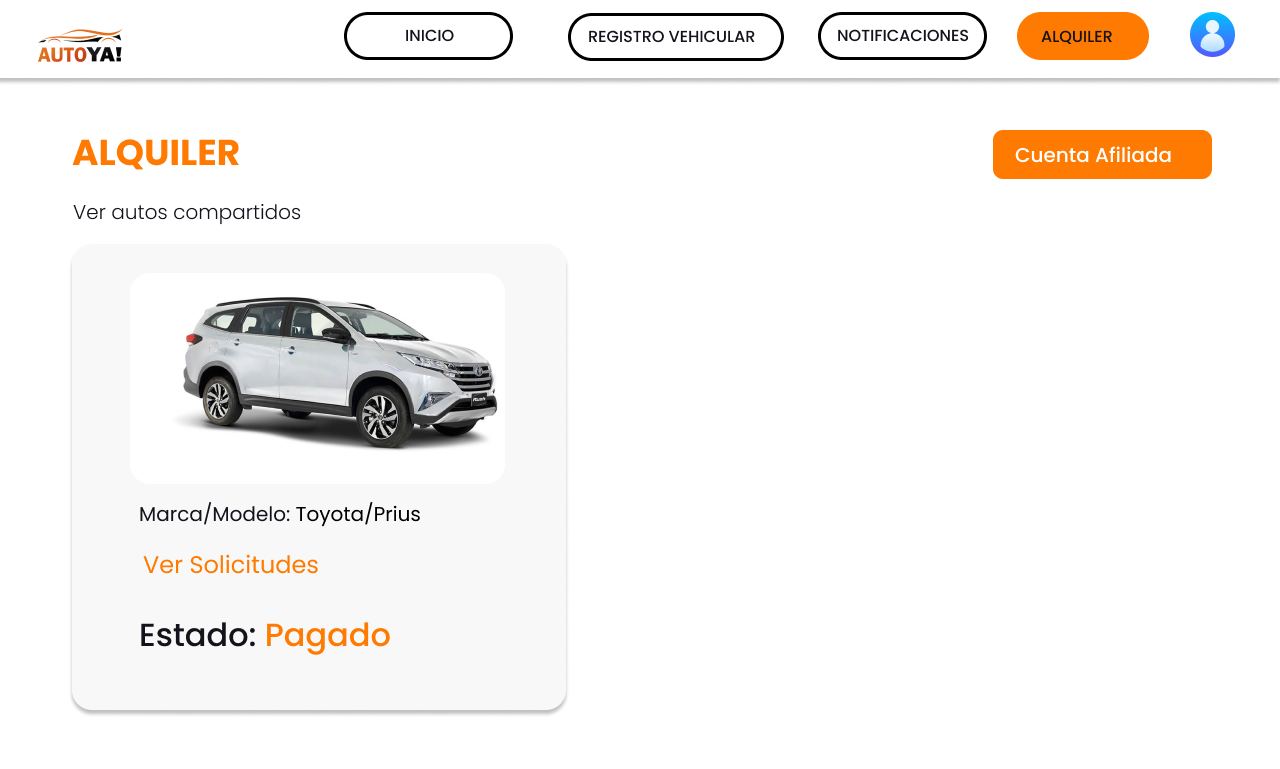 AUTOYA!
INICIO
REGISTRO VEHICULAR
NOTIFICACIONES
ALQUILER
ALQUILER
Cuenta Afiliada
Ver autos compartidos
Marca/Modelo: Toyota/Prius
Ver Solicitudes
Estado: Pagado